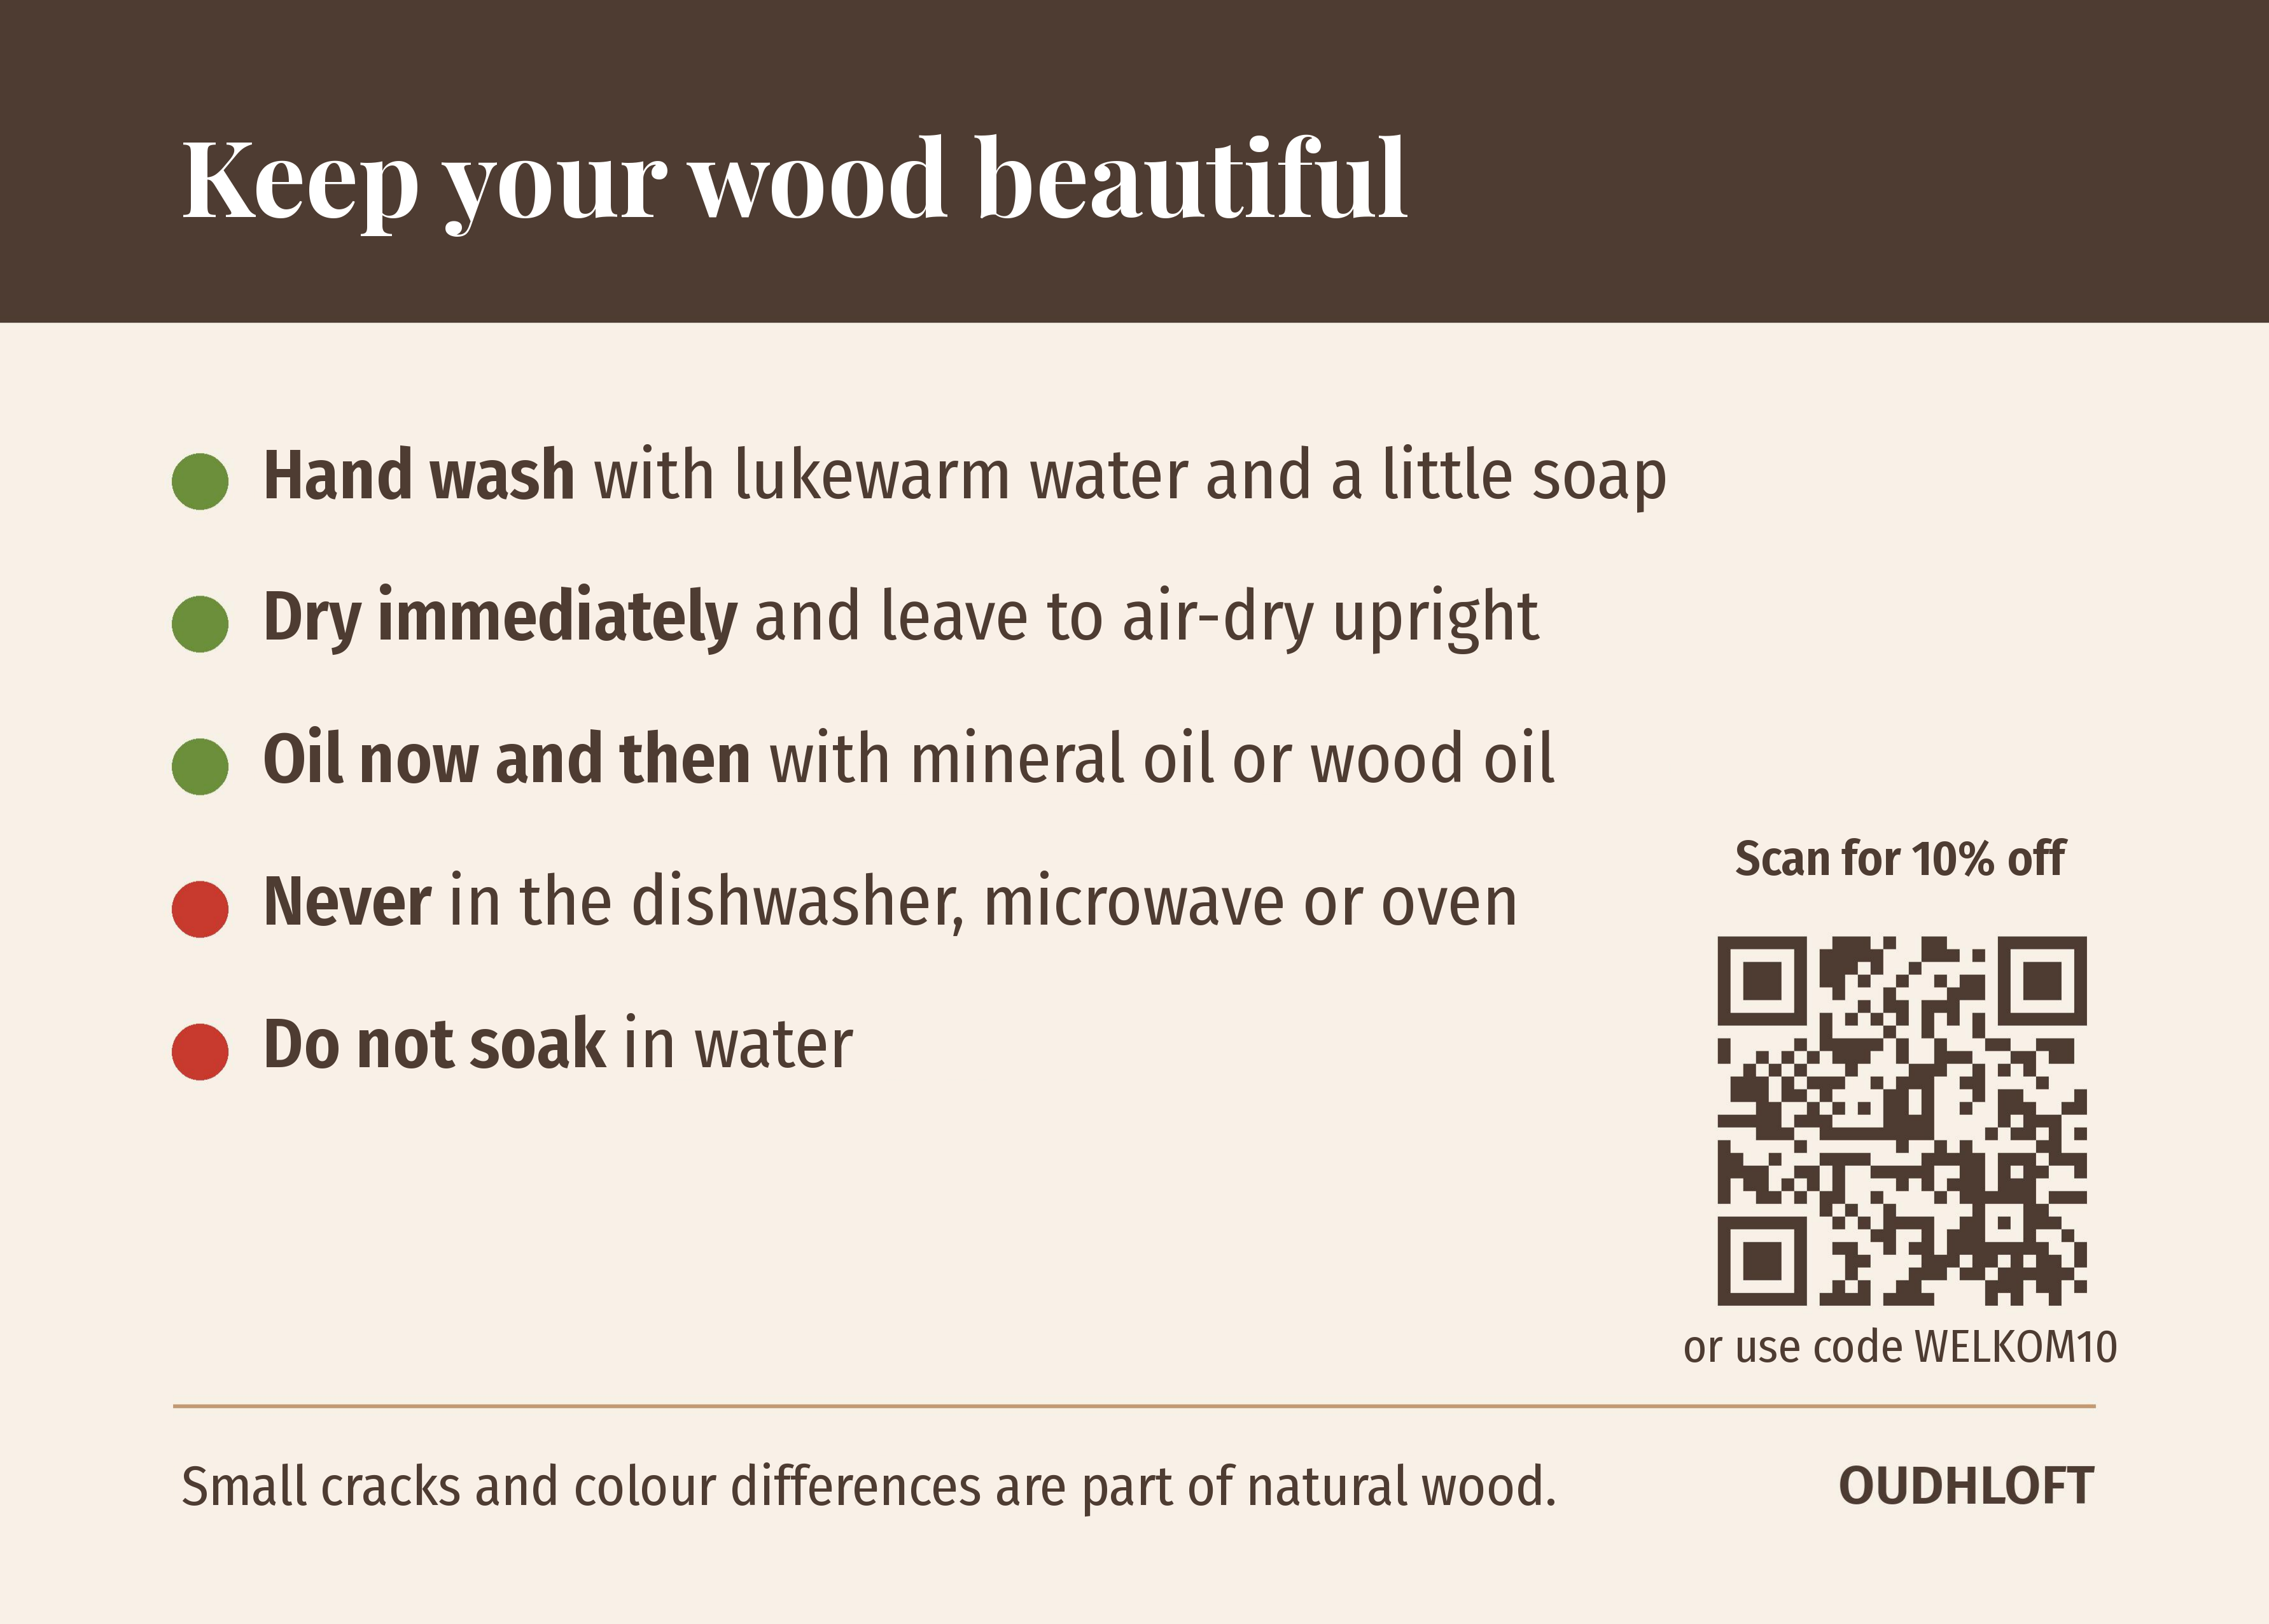 Keep your wood beautiful
Hand wash with lukewarm water and a little soap
Dry immediately and leave to air-dry upright
Oil now and then with mineral oil or wood oil
Never in the dishwasher, microwave or oven
Do not soak in water
Scan for 10% off
or use code WELKOM10
Small cracks and colour differences are part of natural wood.
OUDHLOFT